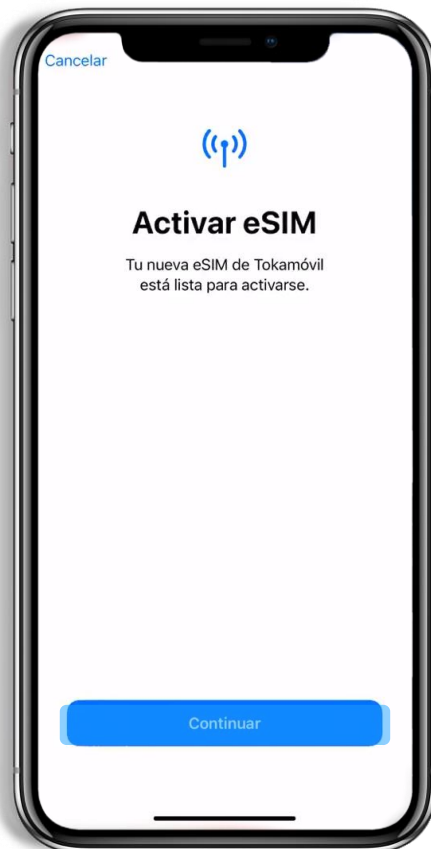 Cancelar
Activar eSIM
Tu nueva eSIM de Tokamóvil
está lista para activarse.
Continuar